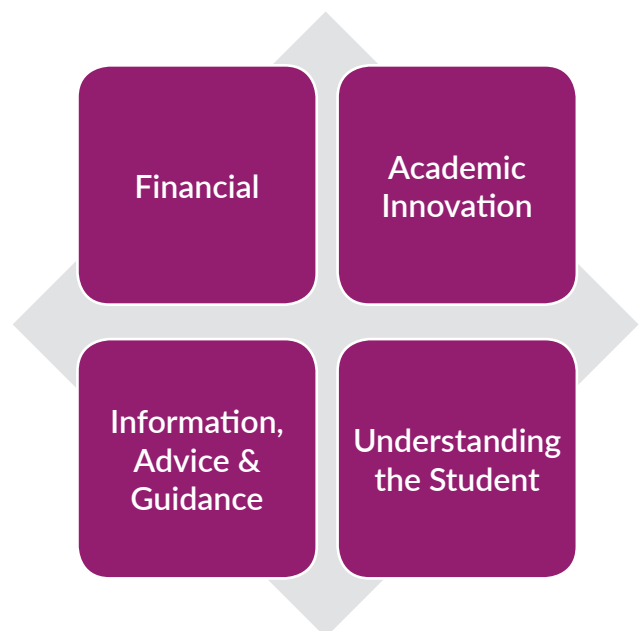 Financial
Academic
Innovation
Information,
Advice &
Guidance
Understanding
the Student